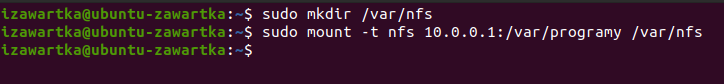 izawartka@ubuntu-zawartka:~$ sudo mkdir /var/nfs
izawartka@ubuntu-zawartka:~$ sudo mount -t nfs 10.0.0.1:/var/programy /var/nfs
izawartka@ubuntu-zawartka:~$